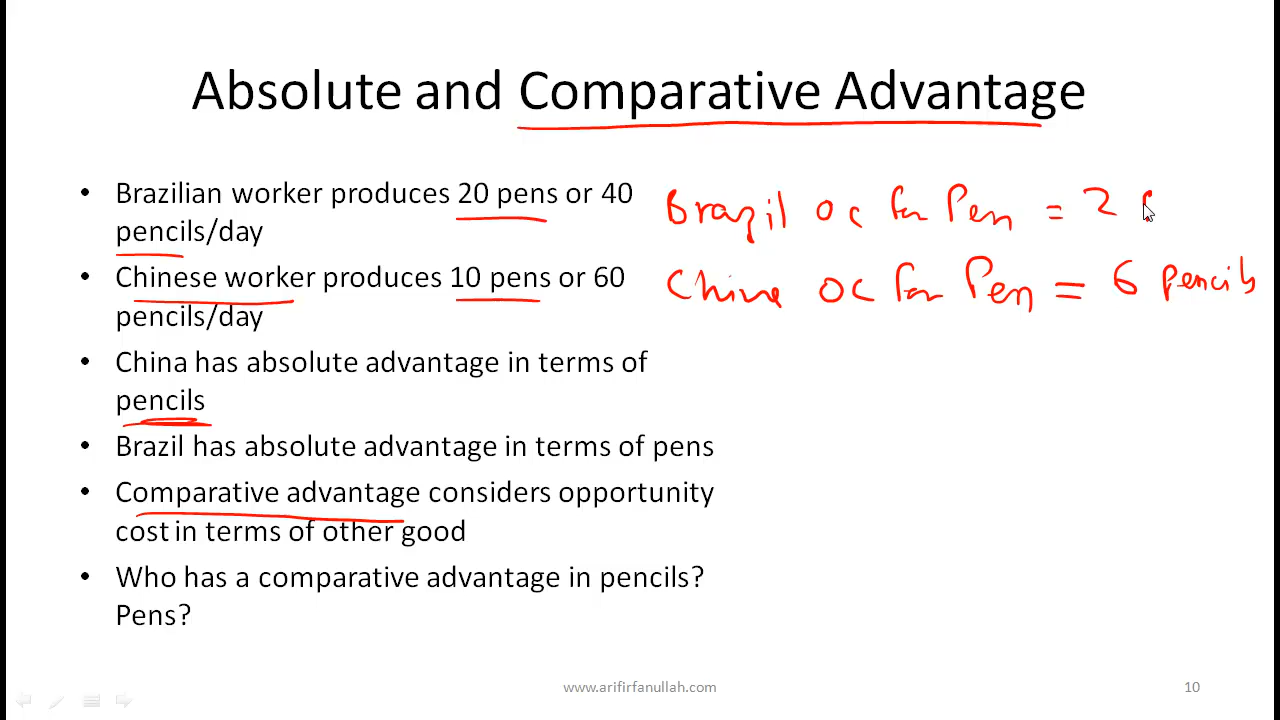 Absolute and Comparative Advantage
• Brazilian worker produces 20 pens or 40
pencils/day
• Chinese worker produces 10 pens or 60
pencils/day
• China has absolute advantage in terms of
pencils
• Brazil has absolute advantage in terms of pens
• Comparative advantage considers opportunity
cost in terms of other good
• Who has a comparative advantage in pencils?
Pens?
Brazil OC for Pen = 2
China OC for Pen = 6 pencils
www.arifirfanullah.com
10